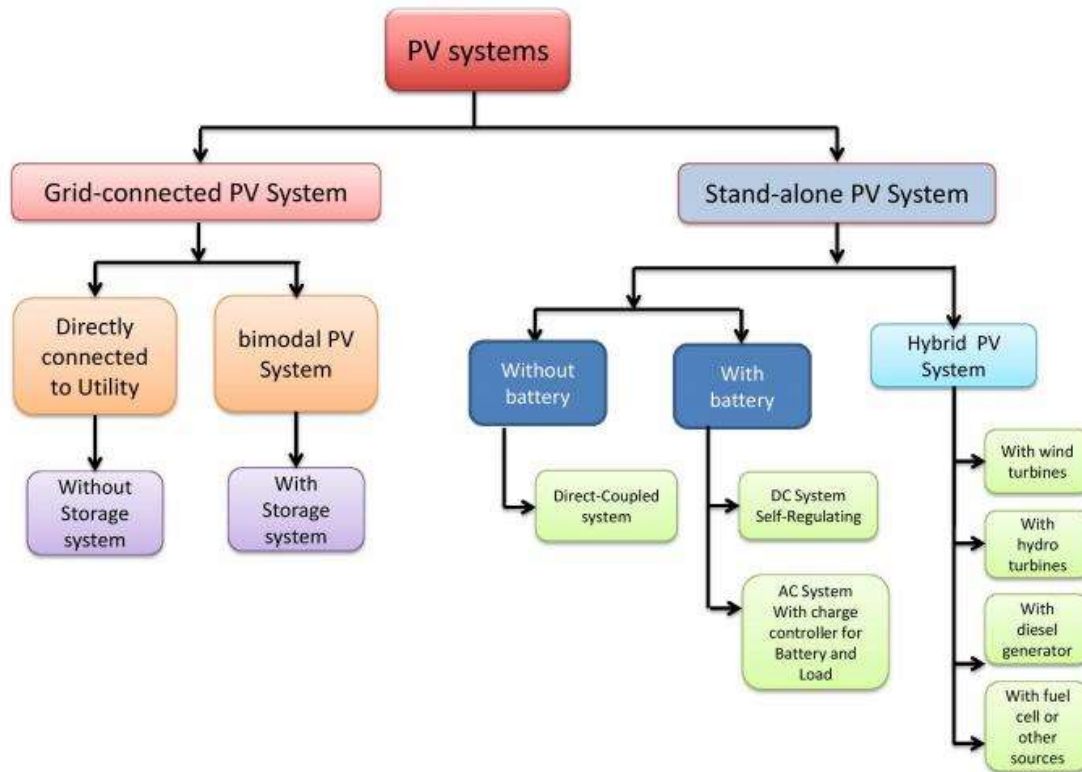 PV systems
Grid-connected PV System
Stand-alone PV System
Directly
connected
to Utility
bimodal PV
System
Without
battery
With
battery
Hybrid PV
System
Without
Storage
system
With
Storage
system
Direct-Coupled
system
DC System
Self-Regulating
AC System
With charge
controller for
Battery and
Load
With wind
turbines
With
hydro
turbines
With
diesel
generator
With fuel
cell or
other
sources